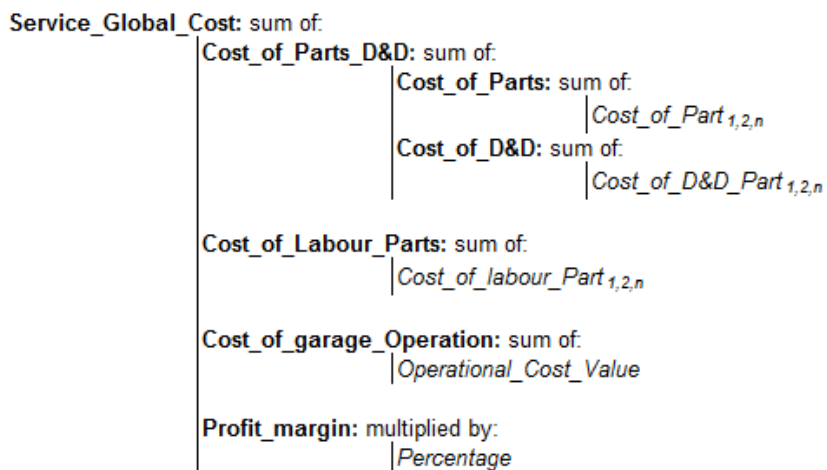 Service_Global_Cost: sum of:
Cost_of_Parts_D&D: sum of:
Cost_of_Parts: sum of:
Cost_of_Part 1,2,n
Cost_of_D&D: sum of:
Cost_of_D&D_Part 1,2,n
Cost_of_Labour_Parts: sum of:
Cost_of_labour_Part 1,2,n
Cost_of_garage_Operation: sum of:
Operational_Cost_Value
Profit_margin: multiplied by:
Percentage